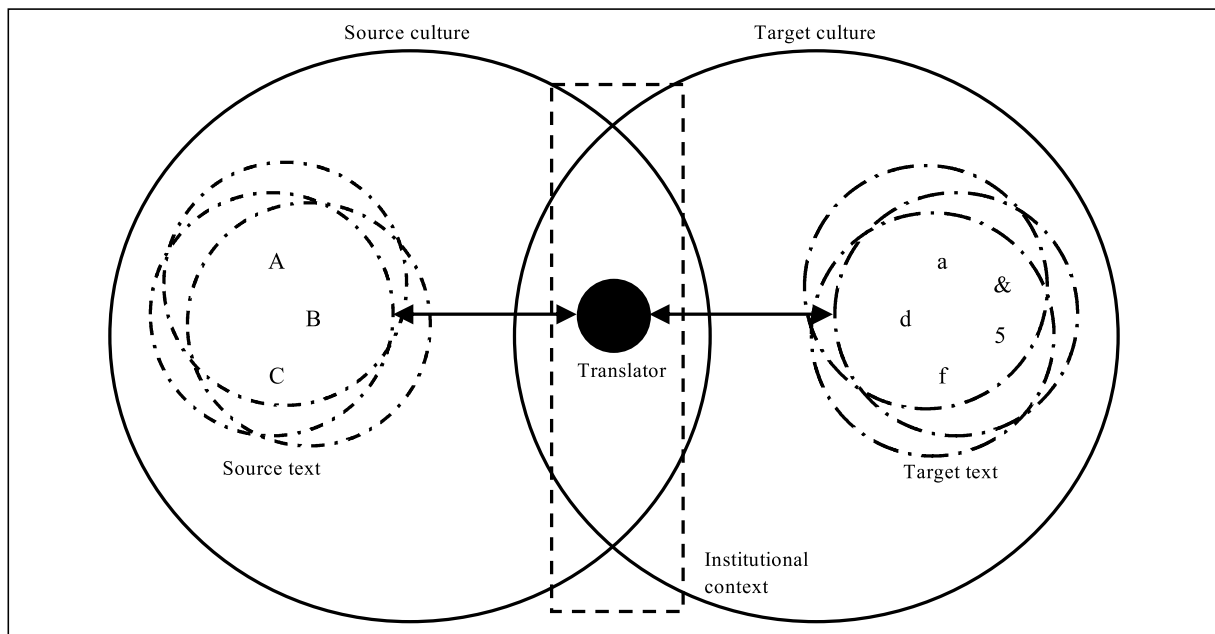 Source culture
Target culture
A
B
C
a
&
d
5
f
Translator
Source text
Target text
Institutional
context